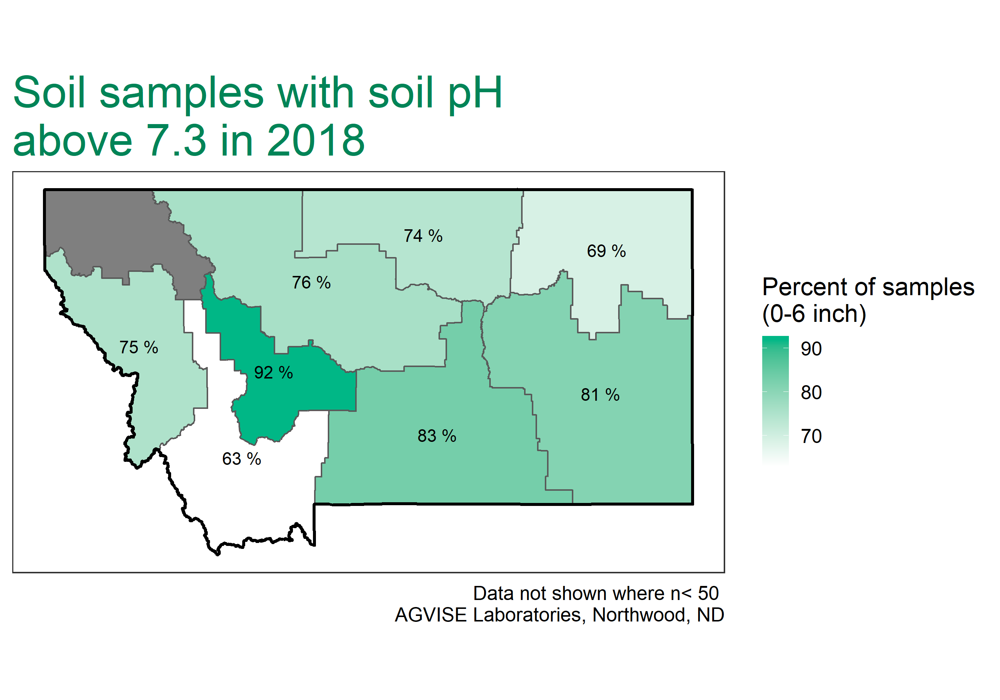 Soil samples with soil pH
above 7.3 in 2018
74 %
69 %
76 %
75 %
92 %
81 %
83 %
63 %
Percent of samples
(0-6 inch)
90
80
70
Data not shown where n< 50
AGVISE Laboratories, Northwood, ND